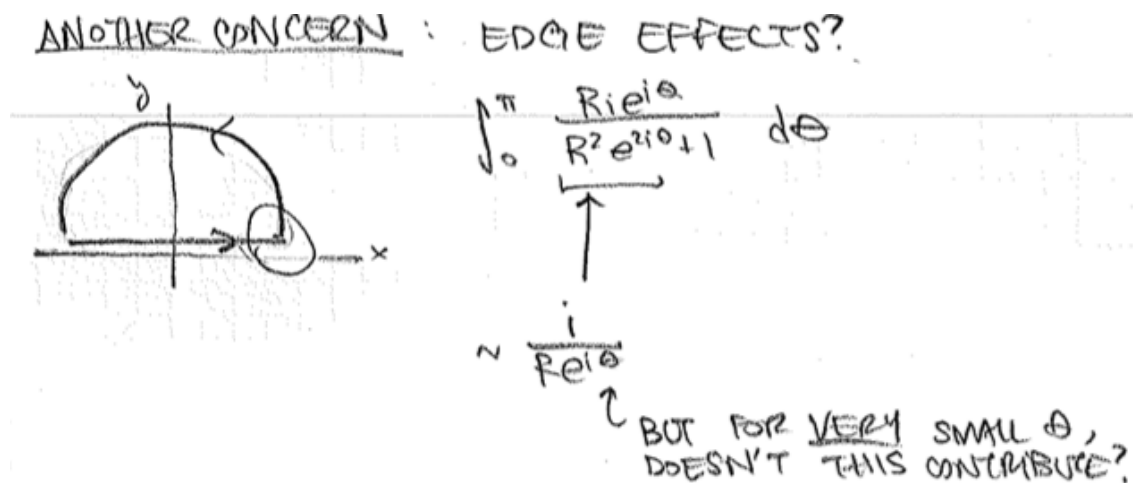 ANOTHER CONCERN : EDGE EFFECTS?
y
x
∫₀^π Rie^{iθ} / (R² e^{2iθ} + 1) dθ
~ i / Re^{iθ}
BUT FOR VERY SMALL θ,
DOESN'T THIS CONTRIBUTE?